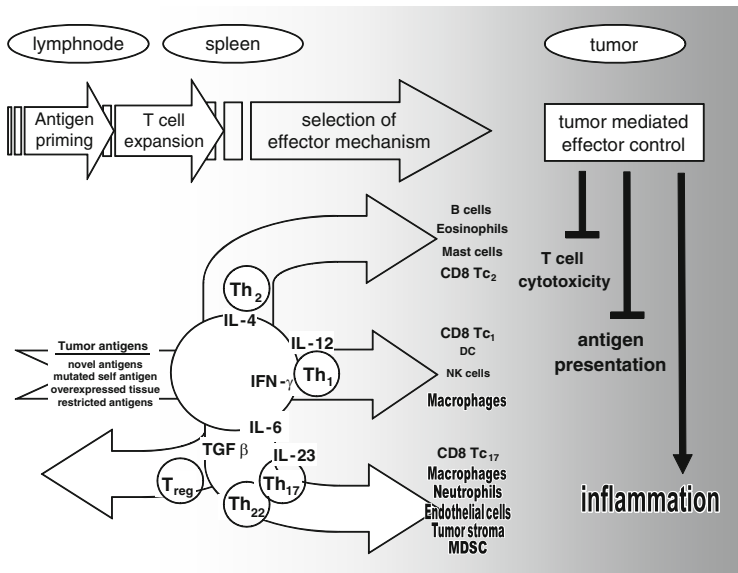 lymphnode
spleen
tumor
Antigen
priming
T cell
expansion
selection of
effector mechanism
tumor mediated
effector control
B cells
Eosinophils
Mast cells
CD8 Tc2
T cell
cytotoxicity
antigen
presentation
inflammation
Th2
IL-4
Tumor antigens
novel antigens
mutated self antigen
overexpressed tissue
restricted antigens
IL-12
IFN-γ
Th1
CD8 Tc1
DC
NK cells
Macrophages
IL-6
TGF β
IL-23
Treg
Th17
Th22
CD8 Tc17
Macrophages
Neutrophils
Endothelial cells
Tumor stroma
MDSC